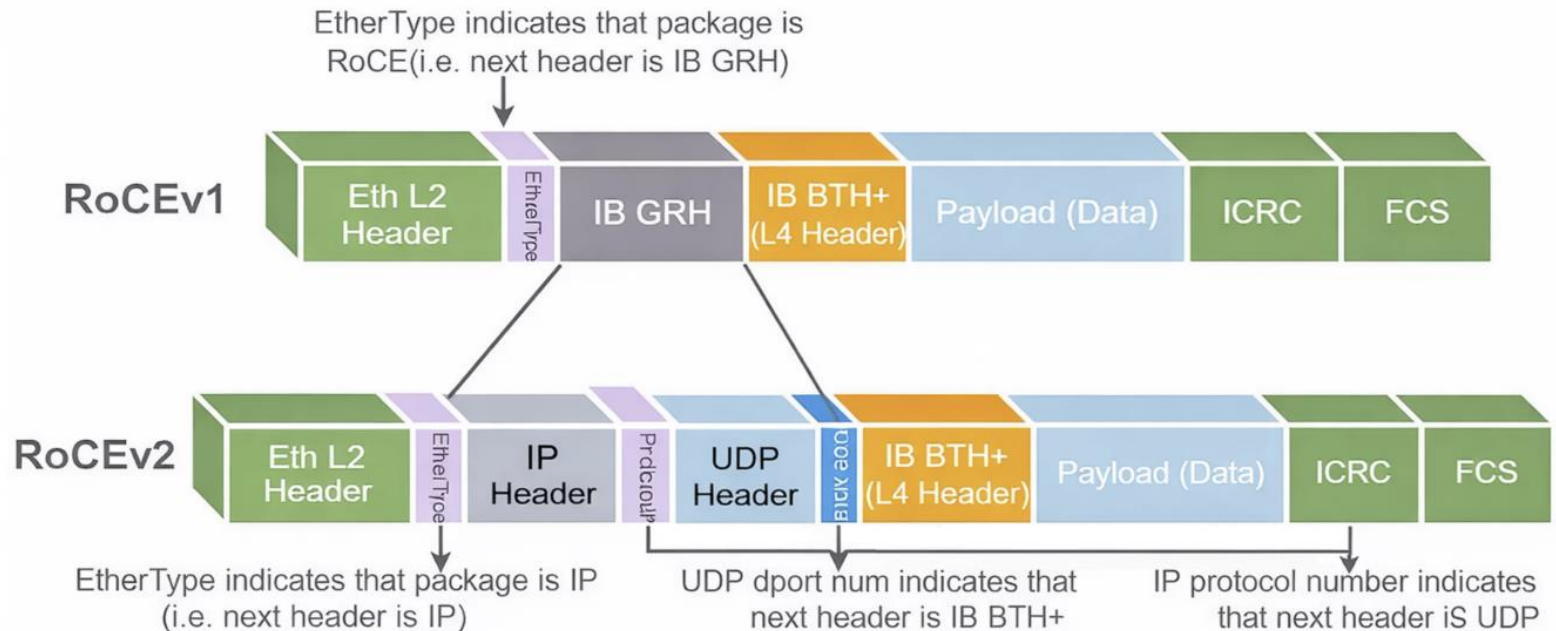 EtherType indicates that package is
RoCE(i.e. next header is IB GRH)
RoCEv1
Eth L2
Header
IB GRH
IB BTH+
(L4 Header)
Payload (Data)
ICRC
FCS
RoCEv2
Eth L2
Header
IP
Header
UDP
Header
IB BTH+
(L4 Header)
Payload (Data)
ICRC
FCS
EtherType indicates that package is IP
(i.e. next header is IP)
UDP dport num indicates that
next header is IB BTH+
IP protocol number indicates
that next header iS UDP